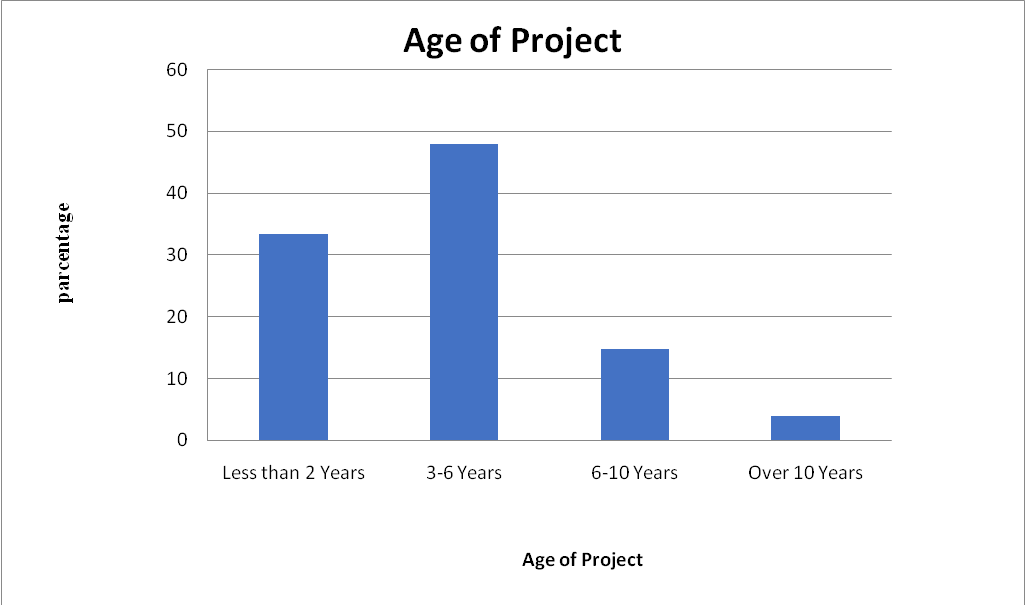 Age of Project
60
50
40
30
20
10
0
parcentage
Less than 2 Years
3-6 Years
6-10 Years
Over 10 Years
Age of Project